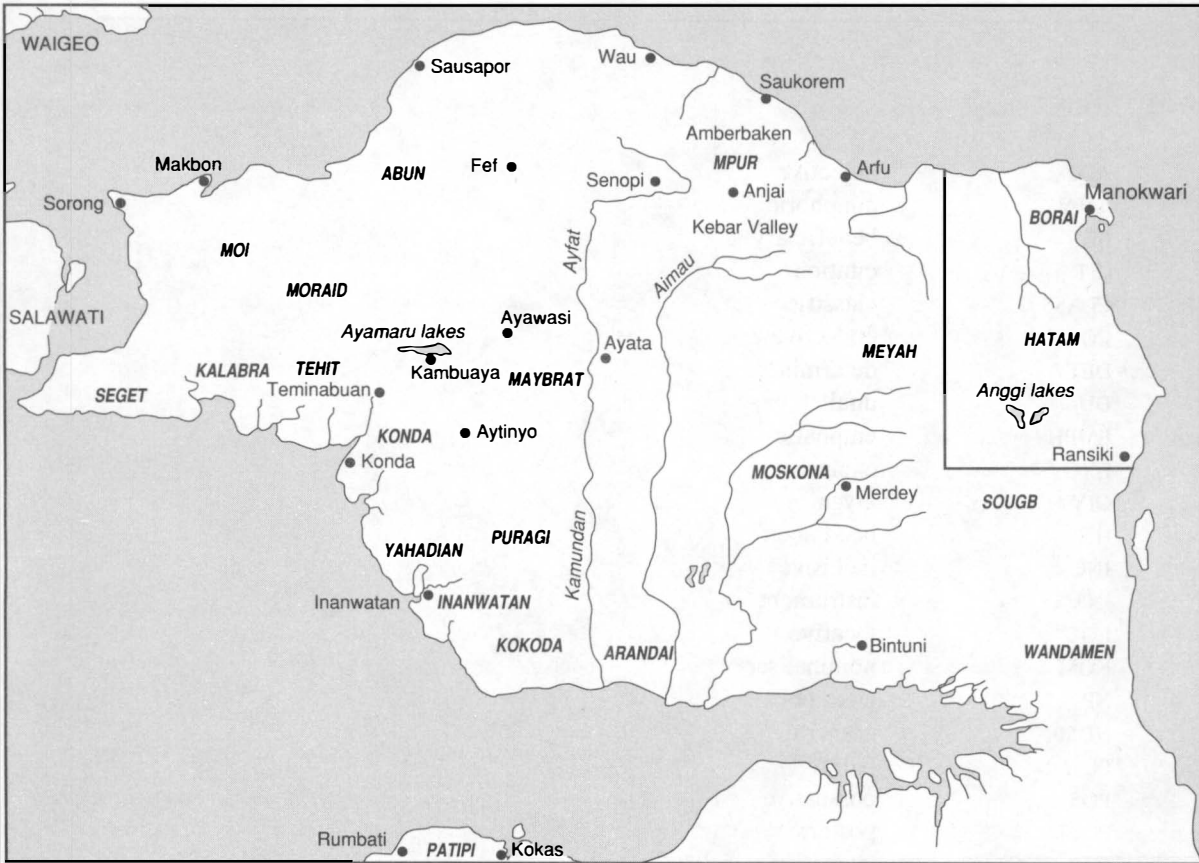 WAIGEO
Sausapor
Wau
Saukorem
Amberbaken
Makbon
ABUN
Fef
MPUR
Senopi
Anjai
Arfu
Sorong
Manokwari
BORAI
Kebar Valley
MOI
Ayfat
Aimau
MORAID
SALAWATI
Ayamaru lakes
Ayawasi
Ayata
MEYAH
HATAM
KALABRA
TEHIT
Kambuaya
MAYBRAT
SEGET
Teminabuan
Anggi lakes
KONDA
Aytinyo
Konda
Ransiki
MOSKONA
Merdey
SOUGB
PURAGI
YAHADIAN
Kamundan
Inanwatan
INANWATAN
KOKODA
ARANDAI
Bintuni
WANDAMEN
Rumbati
PATIPI
Kokas